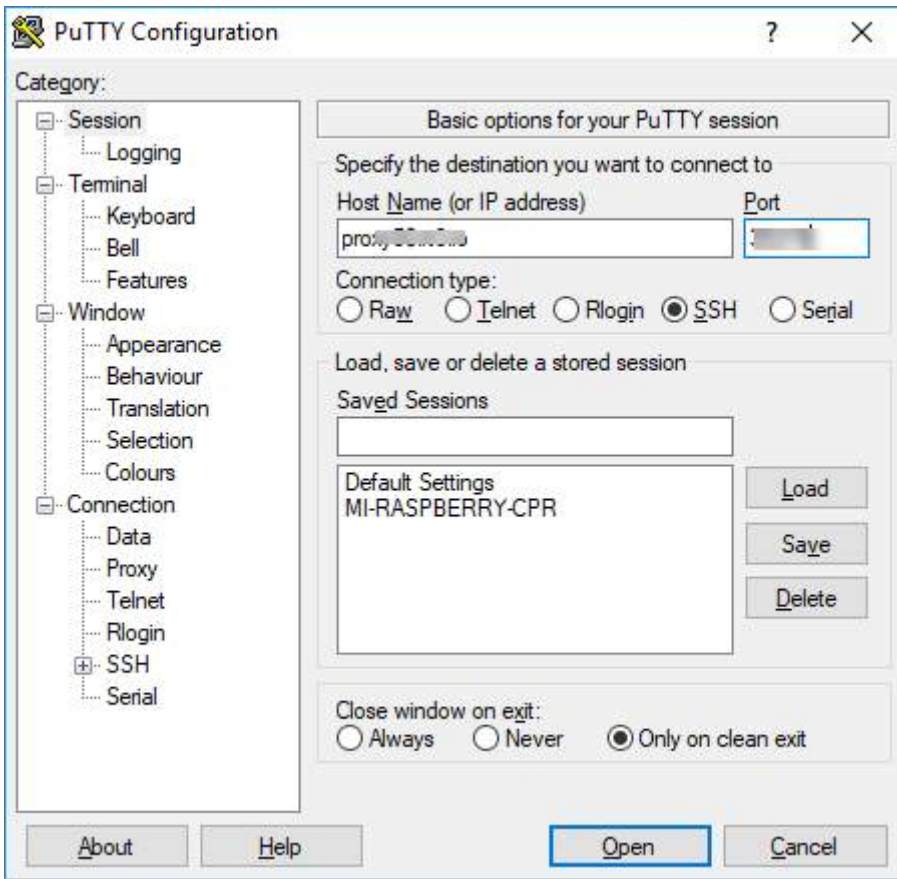 PuTTY Configuration
?
Category:
Session
Logging
Terminal
Keyboard
Bell
Features
Window
Appearance
Behaviour
Translation
Selection
Colours
Connection
Data
Proxy
Telnet
Rlogin
SSH
Serial
Basic options for your PuTTY session
Specify the destination you want to connect to
Host Name (or IP address) Port
Connection type:
Raw Telnet Rlogin SSH Serial
Load, save or delete a stored session
Saved Sessions
Default Settings
MI-RASPBERRY-CPR
Load
Save
Delete
Close window on exit:
Always Never Only on clean exit
About Help Open Cancel